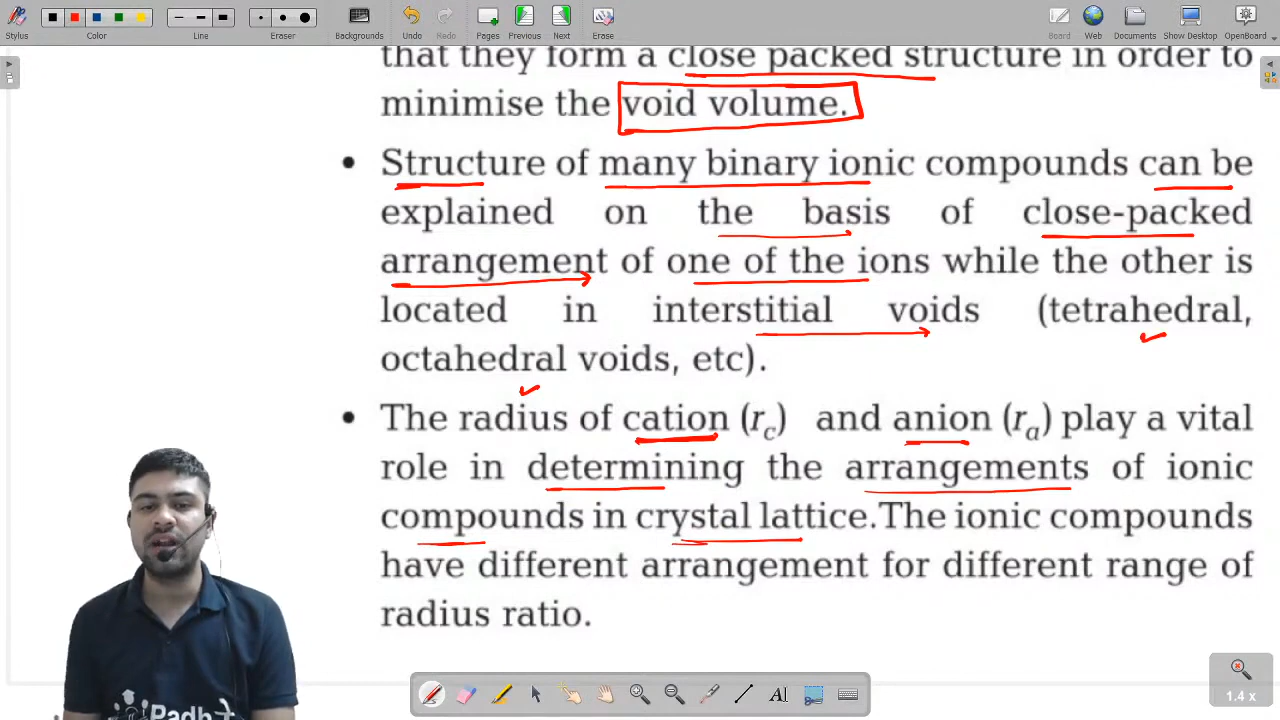 Stylus
Color
Line
Eraser
Backgrounds
Undo
Redo
Pages
Previous
Next
Erase
Board
Web
Documents
Show Desktop
OpenBoard
that they form a close packed structure in order to
minimise the void volume.
• Structure of many binary ionic compounds can be
explained on the basis of close-packed
arrangement of one of the ions while the other is
located in interstitial voids (tetrahedral,
octahedral voids, etc).
• The radius of cation (rc) and anion (ra) play a vital
role in determining the arrangements of ionic
compounds in crystal lattice.The ionic compounds
have different arrangement for different range of
radius ratio.
AI
1.4 x
Padh